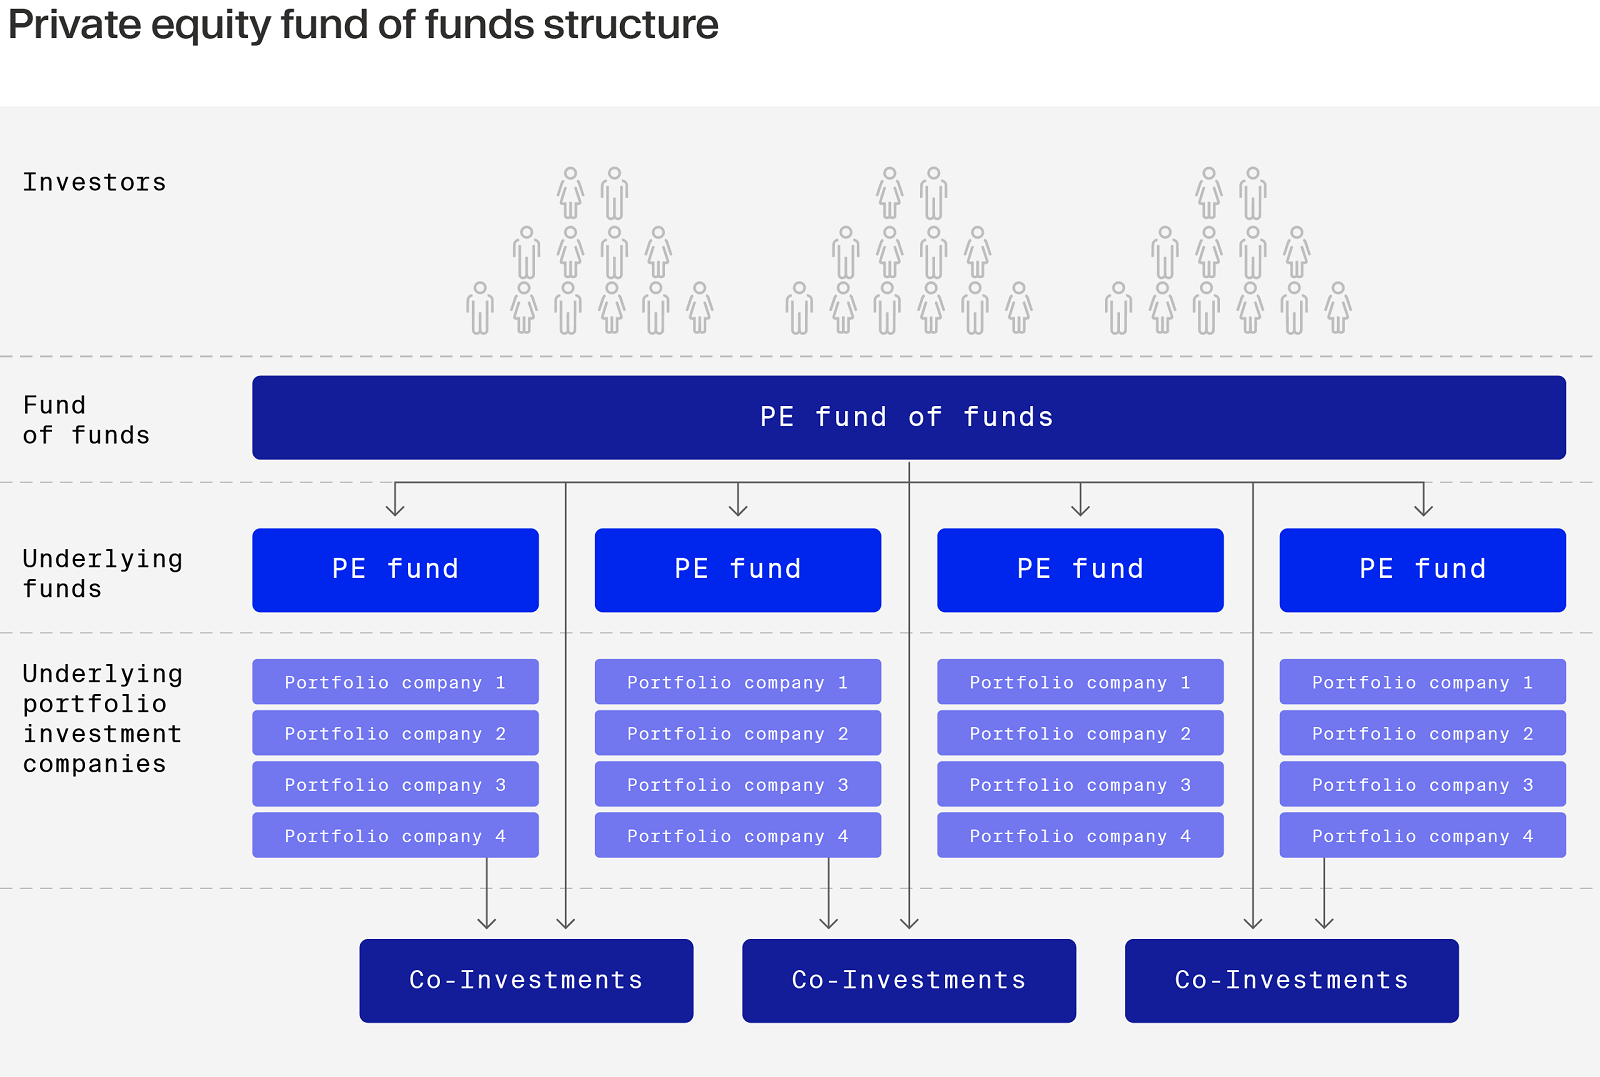 Private equity fund of funds structure
Investors
Fund
of funds
PE fund of funds
Underlying
funds
PE fund
PE fund
PE fund
PE fund
Underlying
portfolio
investment
companies
Portfolio company 1
Portfolio company 2
Portfolio company 3
Portfolio company 4
Portfolio company 1
Portfolio company 2
Portfolio company 3
Portfolio company 4
Portfolio company 1
Portfolio company 2
Portfolio company 3
Portfolio company 4
Portfolio company 1
Portfolio company 2
Portfolio company 3
Portfolio company 4
Co-Investments
Co-Investments
Co-Investments